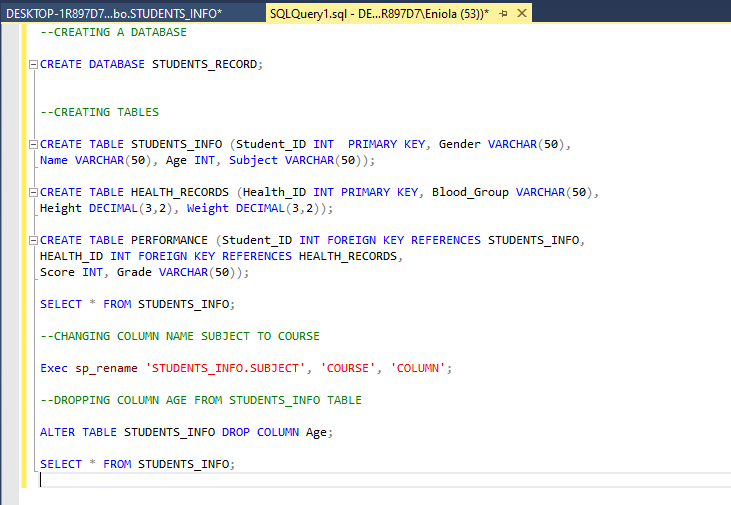 DESKTOP-1R897D7...bo.STUDENTS_INFO*
SQLQuery1.sql - DE...R897D7\Eniola (53))*
--CREATING A DATABASE
CREATE DATABASE STUDENTS_RECORD;
--CREATING TABLES
CREATE TABLE STUDENTS_INFO (Student_ID INT  PRIMARY KEY, Gender VARCHAR(50),
Name VARCHAR(50), Age INT, Subject VARCHAR(50));
CREATE TABLE HEALTH_RECORDS (Health_ID INT PRIMARY KEY, Blood_Group VARCHAR(50),
Height DECIMAL(3,2), Weight DECIMAL(3,2));
CREATE TABLE PERFORMANCE (Student_ID INT FOREIGN KEY REFERENCES STUDENTS_INFO,
HEALTH_ID INT FOREIGN KEY REFERENCES HEALTH_RECORDS,
Score INT, Grade VARCHAR(50));
SELECT * FROM STUDENTS_INFO;
--CHANGING COLUMN NAME SUBJECT TO COURSE
Exec sp_rename 'STUDENTS_INFO.SUBJECT', 'COURSE', 'COLUMN';
--DROPPING COLUMN AGE FROM STUDENTS_INFO TABLE
ALTER TABLE STUDENTS_INFO DROP COLUMN Age;
SELECT * FROM STUDENTS_INFO;